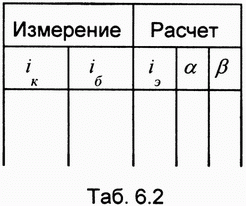 Измерение Расчет
iк iб iэ α β
Таб. 6.2